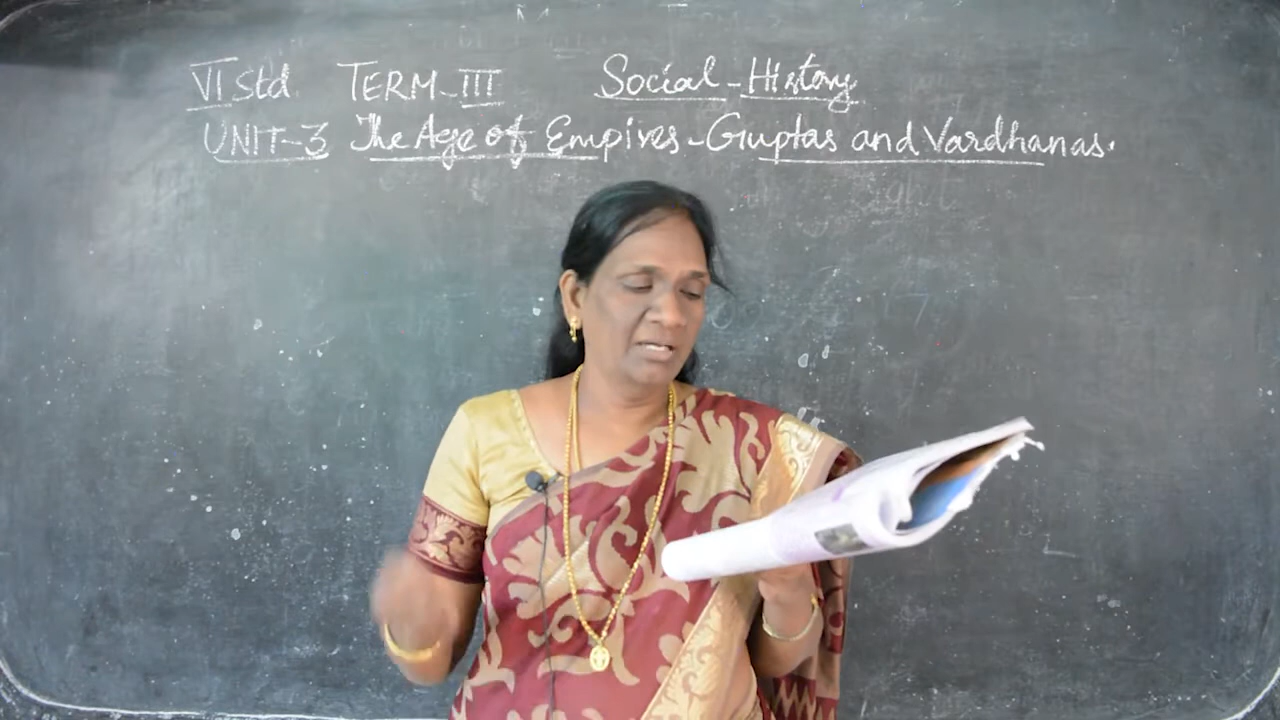 VI Std TERM-III Social-History
UNIT-3 The Age of Empires-Guptas and Vardhanas.